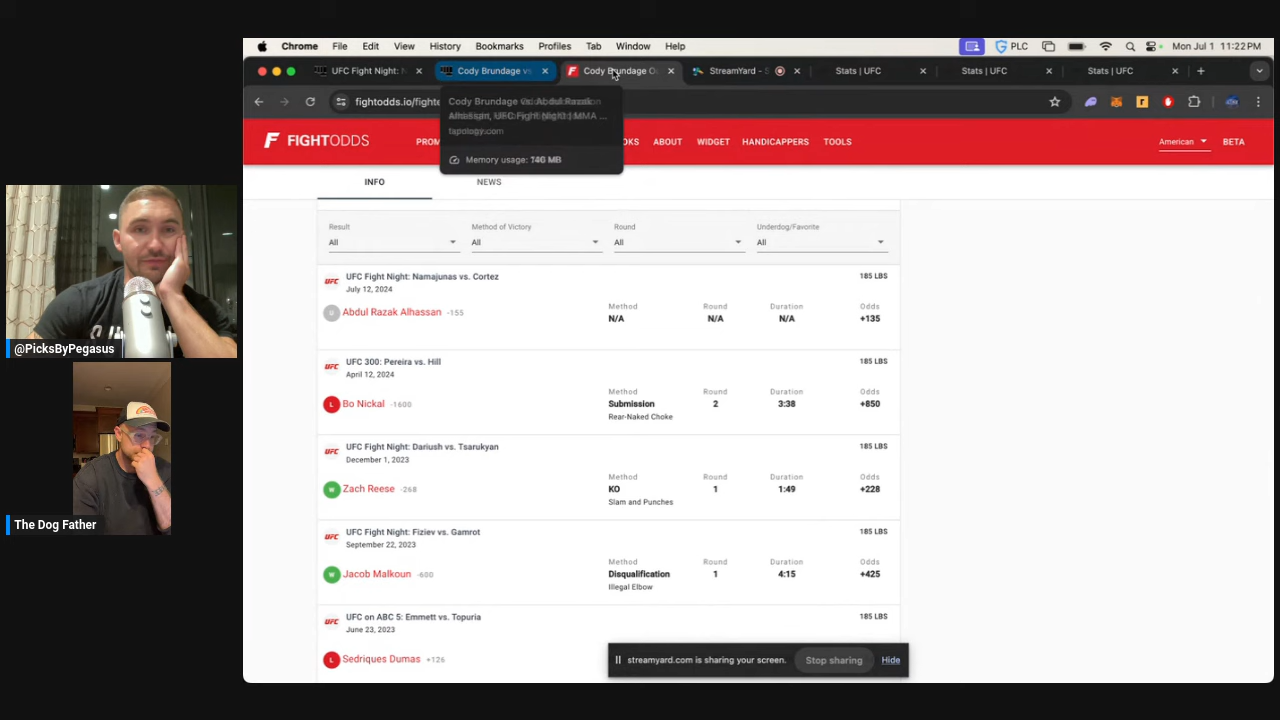 Chrome File Edit View History Bookmarks Profiles Tab Window Help
PLC Mon Jul 1 11:22 PM
UFC Fight Night: N
Cody Brundage vs
Cody Brundage O
StreamYard - S
Stats | UFC
Stats | UFC
Stats | UFC
fightodds.io/fighte
Cody Brundage vs. Abdul Razak
Alhassan, UFC Fight Night | MMA ...
tapology.com
Memory usage:
FIGHTODDS
ABOUT WIDGET HANDICAPPERS TOOLS
American
BETA
INFO NEWS
Result Method of Victory Round Underdog/Favorite
All All All All
UFC Fight Night: Namajunas vs. Cortez 185 LBS
July 12, 2024
Method Round Duration Odds
Abdul Razak Alhassan -155 N/A N/A N/A +135
UFC 300: Pereira vs. Hill 185 LBS
April 12, 2024
Method Round Duration Odds
L Bo Nickal -1600 Submission 2 3:38 +850
Rear-Naked Choke
UFC Fight Night: Dariush vs. Tsarukyan 185 LBS
December 1, 2023
Method Round Duration Odds
W Zach Reese -268 KO 1 1:49 +228
Slam and Punches
UFC Fight Night: Fiziev vs. Gamrot 185 LBS
September 22, 2023
Method Round Duration Odds
W Jacob Malkoun -600 Disqualification 1 4:15 +425
Illegal Elbow
UFC on ABC 5: Emmett vs. Topuria 185 LBS
June 23, 2023
L Sedriques Dumas +126
streamyard.com is sharing your screen. Stop sharing Hide
@PicksByPegasus
The Dog Father